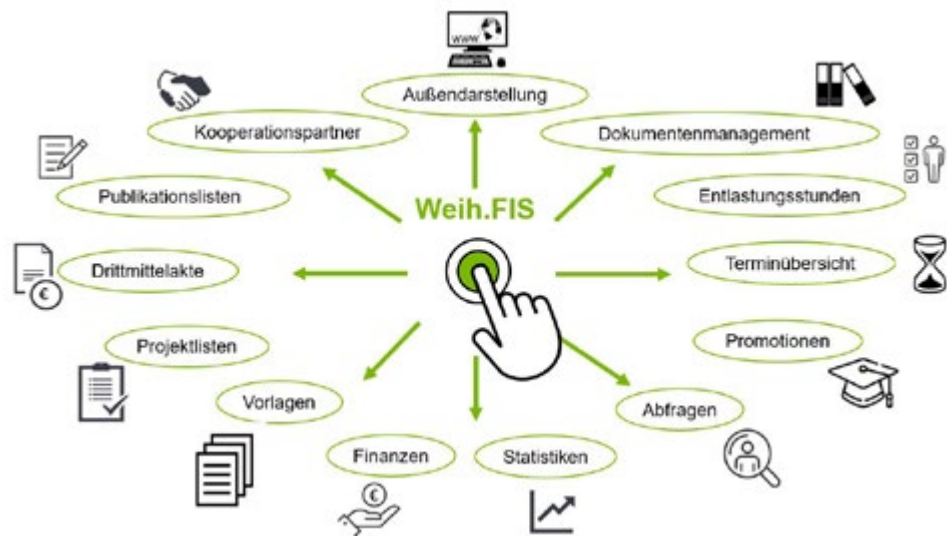 www
Außendarstellung
Kooperationspartner
Dokumentenmanagement
Publikationslisten
Entlastungsstunden
Weih.FIS
Drittmittelakte
Terminübersicht
€
Projektlisten
Promotionen
Vorlagen
Abfragen
Finanzen
Statistiken
€